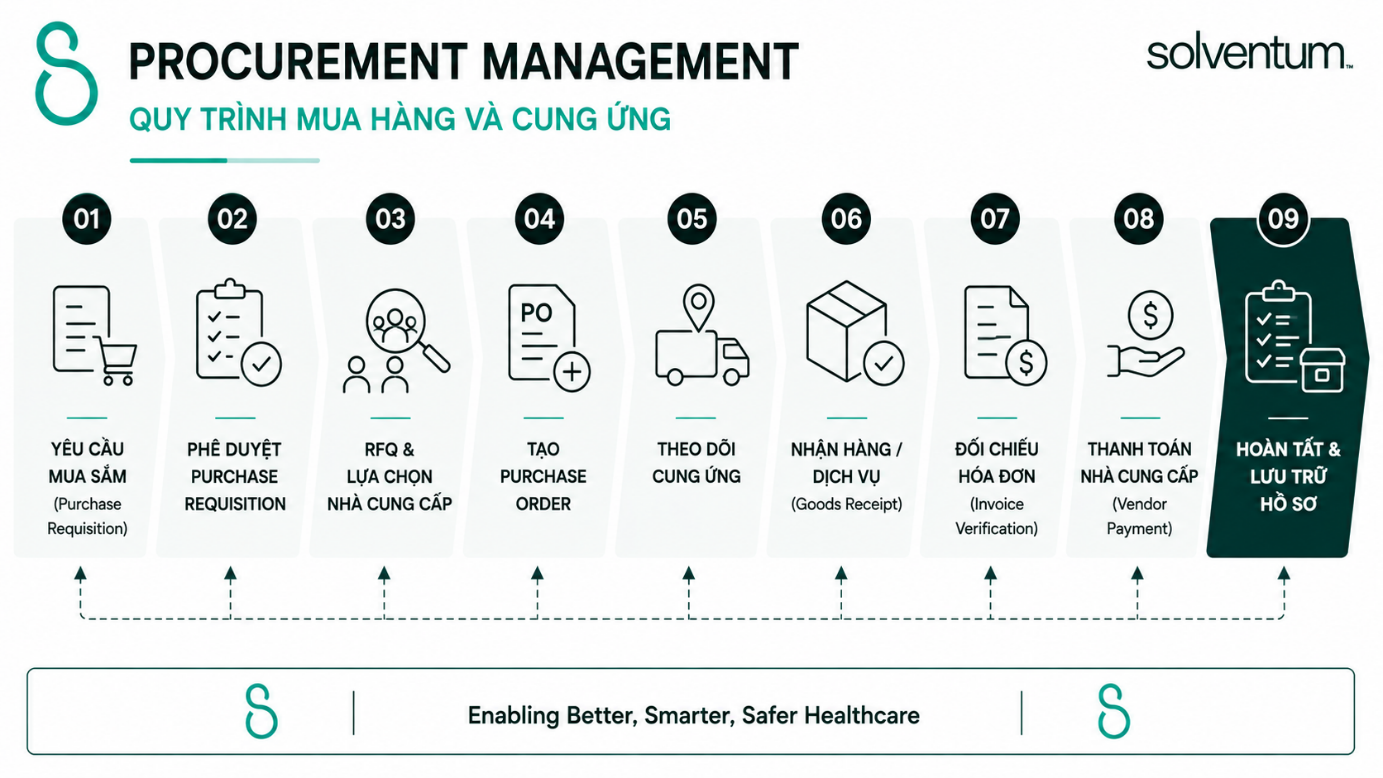 PROCUREMENT MANAGEMENT
solventum™
QUY TRÌNH MUA HÀNG VÀ CUNG ỨNG
01
YÊU CẦU
MUA SẮM
(Purchase
Requisition)
02
PHÊ DUYỆT
PURCHASE
REQUISITION
03
RFQ &
LỰA CHỌN
NHÀ CUNG CẤP
04
PO
TẠO
PURCHASE
ORDER
05
THEO DÕI
CUNG ỨNG
06
NHẬN HÀNG /
DỊCH VỤ
(Goods Receipt)
07
$
ĐỐI CHIẾU
HÓA ĐƠN
(Invoice
Verification)
08
$
THANH TOÁN
NHÀ CUNG CẤP
(Vendor
Payment)
09
HOÀN TẤT &
LƯU TRỮ
HỒ SƠ
Enabling Better, Smarter, Safer Healthcare